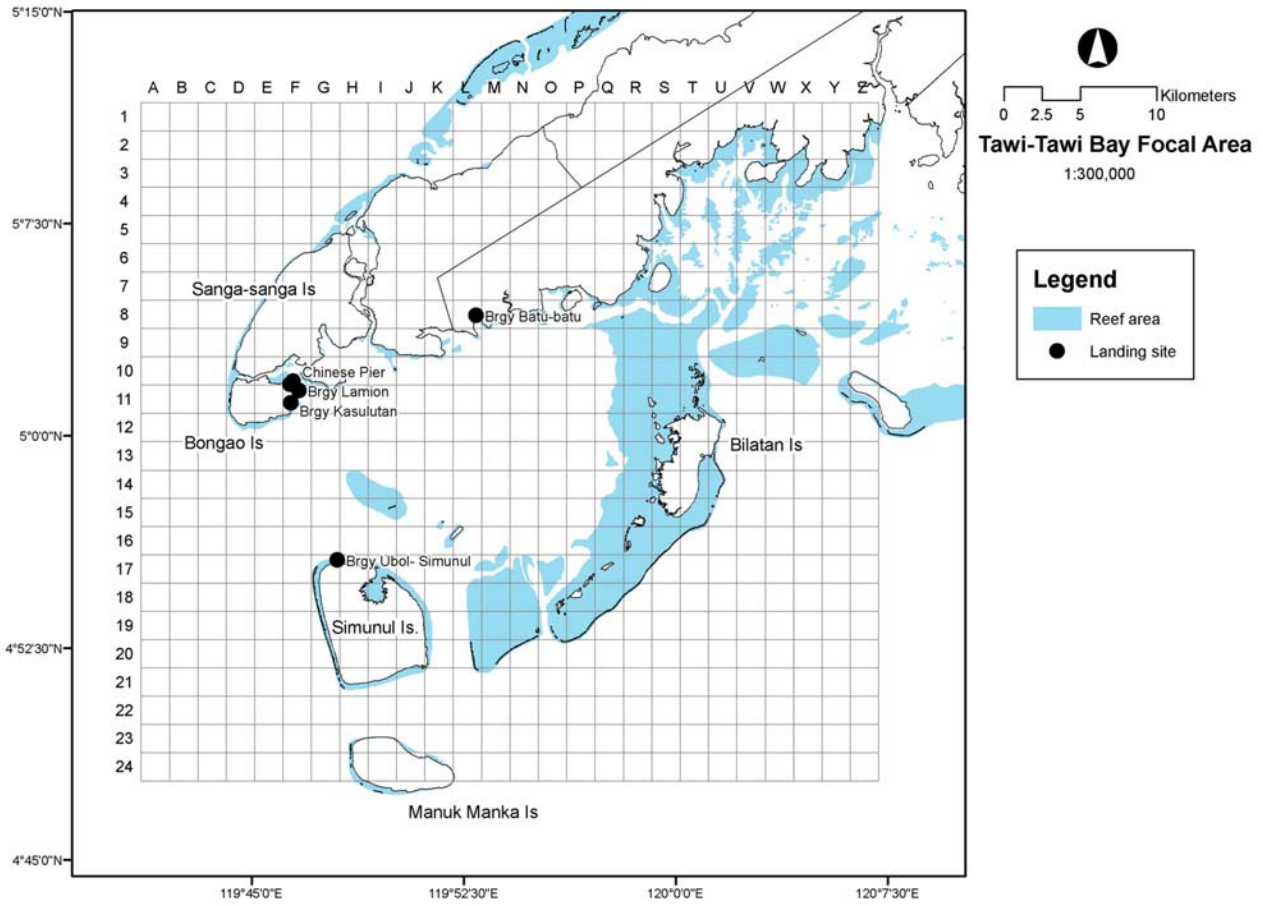 5°15'0"N
A B C D E F G H I J K L M N O P Q R S T U V W X Y Z
1
2
3
4
5°7'30"N
5
6
7
Sanga-sanga Is
8
Brgy Batu-batu
9
10
Chinese Pier
11
Brgy Lamion
Brgy Kasulutan
12
5°0'0"N
Bongao Is
Bilatan Is
13
14
15
16
17
Brgy Ubol- Simunul
18
19
Simunul Is.
4°52'30"N
20
21
22
23
24
Manuk Manka Is
4°45'0"N
119°45'0"E 119°52'30"E 120°0'0"E 120°7'30"E
Kilometers
0 2.5 5 10
Tawi-Tawi Bay Focal Area
1:300,000
Legend
Reef area
Landing site